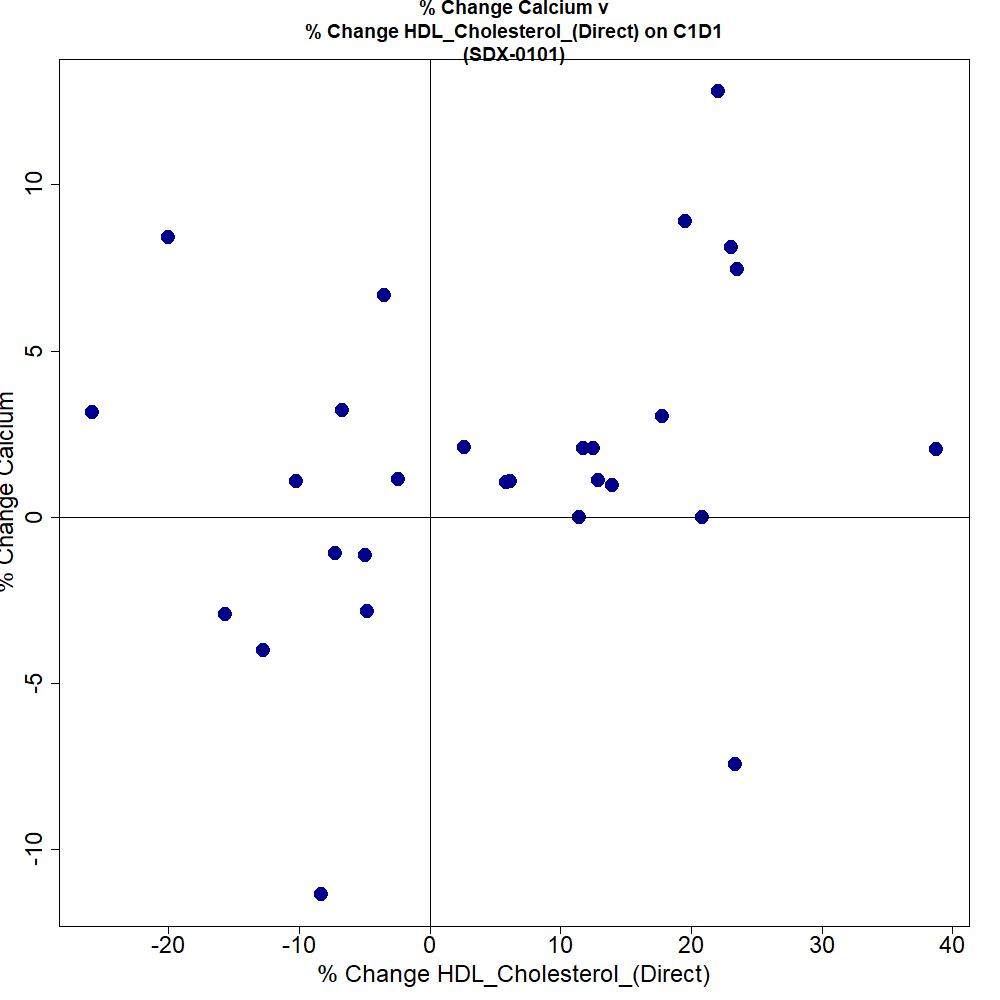 % Change Calcium v
% Change HDL_Cholesterol_(Direct) on C1D1
(SDX-0101)
% Change Calcium
10
5
0
-5
-10
-20
-10
0
10
20
30
40
% Change HDL_Cholesterol_(Direct)